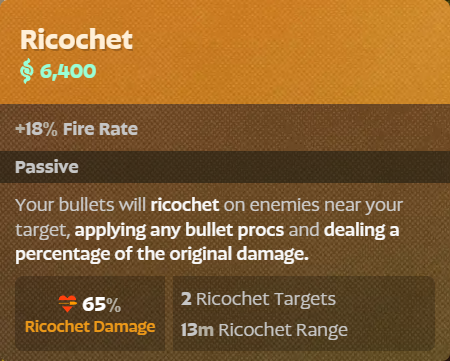 Ricochet
6,400
+18% Fire Rate
Passive
Your bullets will ricochet on enemies near your
target, applying any bullet procs and dealing a
percentage of the original damage.
65%
Ricochet Damage
2 Ricochet Targets
13m Ricochet Range